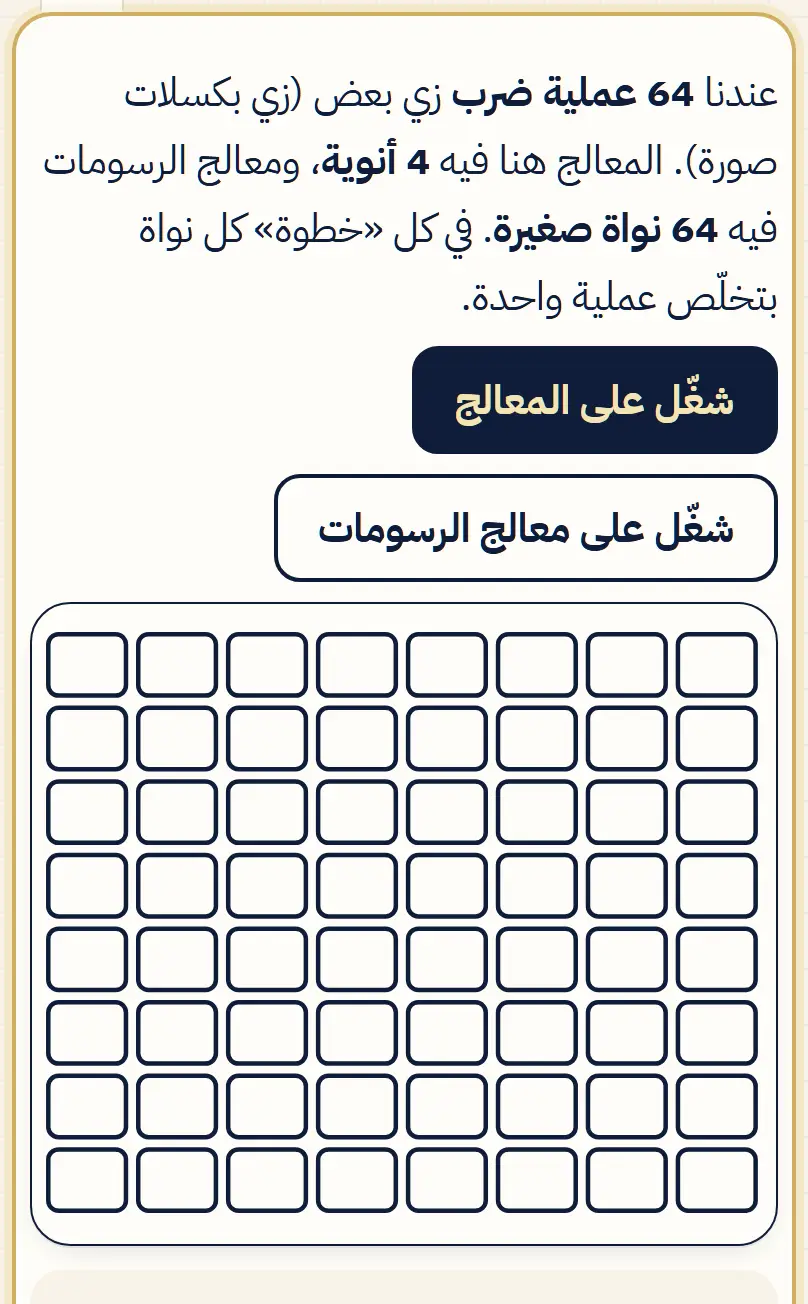 عندنا 64 عملية ضرب زي بعض (زي بكسلات
صورة). المعالج هنا فيه 4 أنوية، ومعالج الرسومات
فيه 64 نواة صغيرة. في كل «خطوة» كل نواة
بتخلّص عملية واحدة.
شغّل على المعالج
شغّل على معالج الرسومات